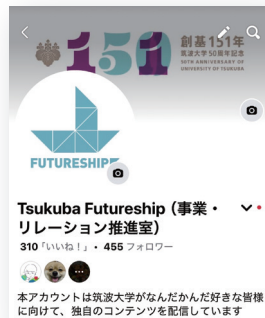 151
創基151年
筑波大学50周年記念
50TH ANNIVERSARY OF
UNIVERSITY OF TSUKUBA
FUTURESHIP
Tsukuba Futureship (事業・
リレーション推進室)
310「いいね！」・455 フォロワー
本アカウントは筑波大学がなんだかんだ好きな皆様
に向けて、独自のコンテンツを配信しています